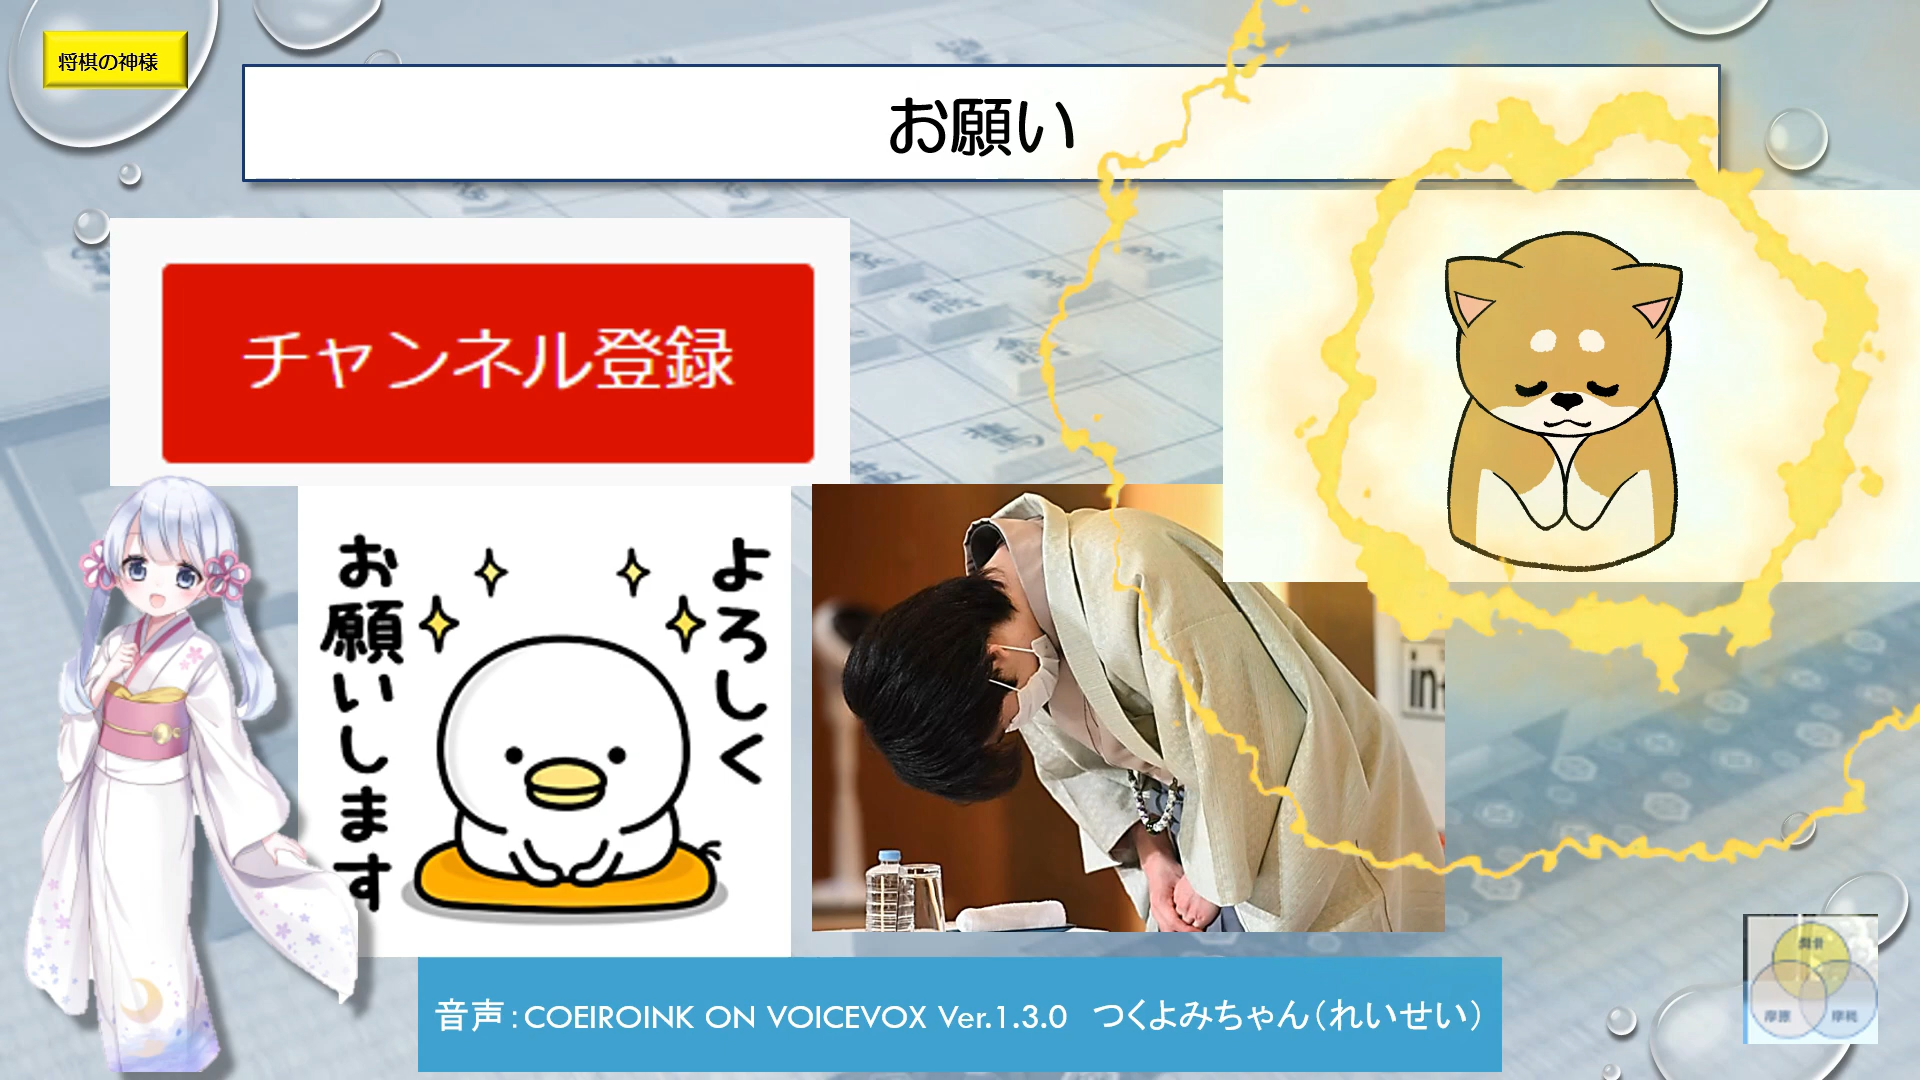 将棋の神様
お願い
チャンネル登録
よろしく
お願いします
音声：COEIROINK ON VOICEVOX Ver.1.3.0　つくよみちゃん（れいせい）